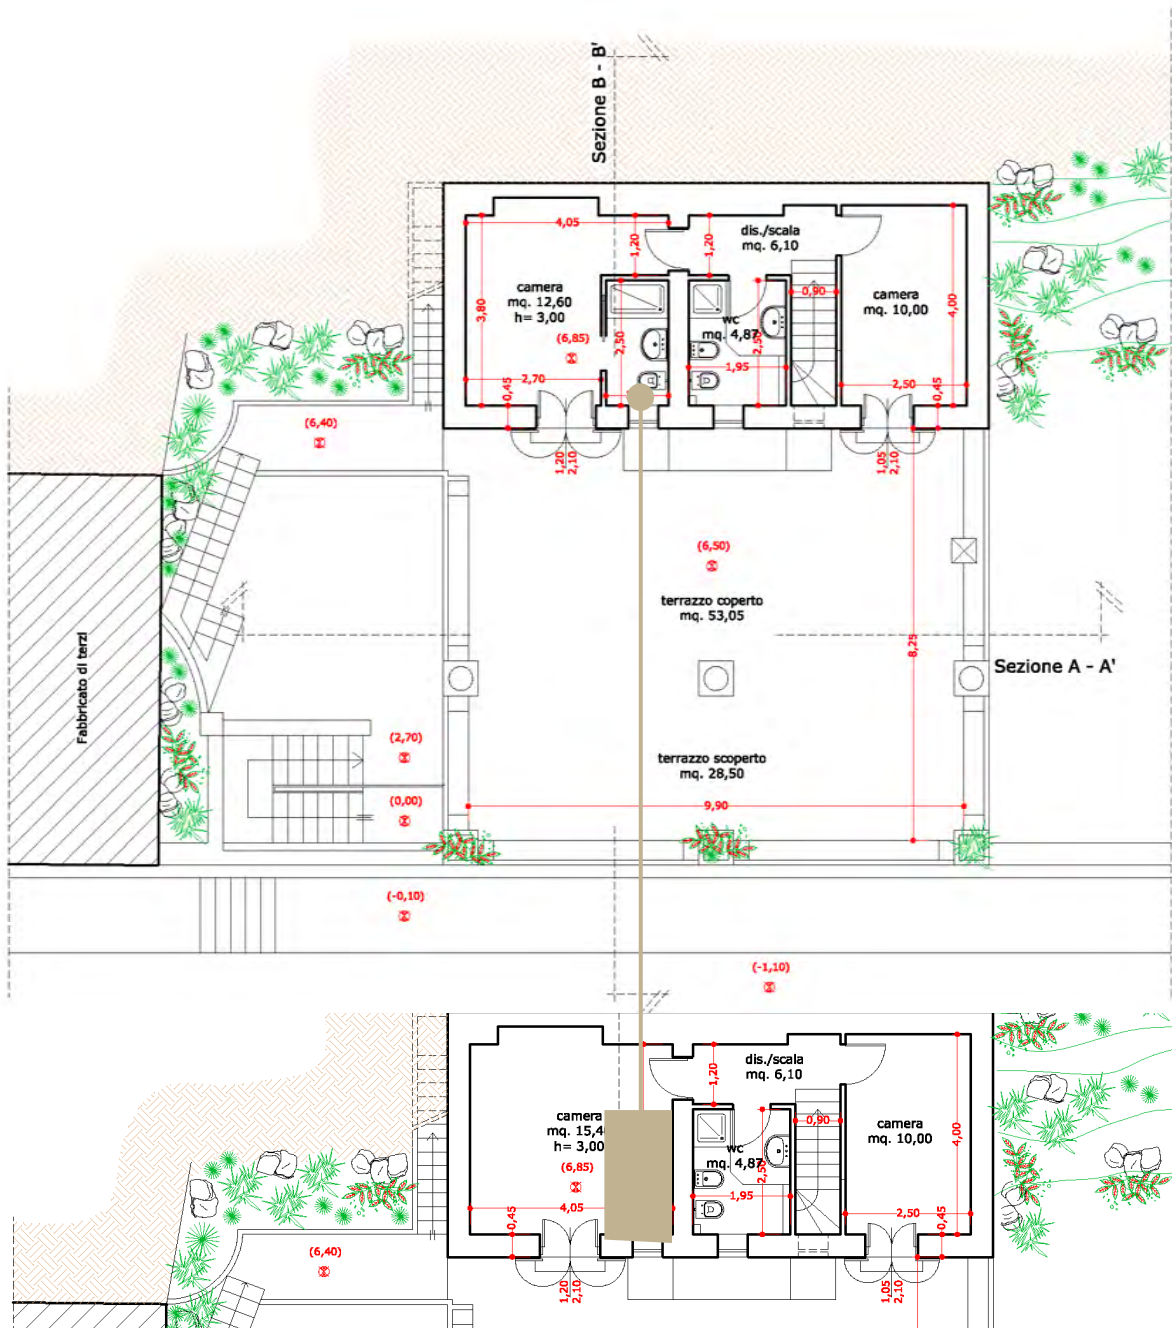 Sezione B - B'
4,05
1,20
1,20
dis./scala
mq. 6,10
camera
mq. 12,60
h= 3,00
(6,85)
3,80
2,50
wc
mq. 4,87
2,50
0,90
camera
mq. 10,00
4,00
2,70
1,95
2,50
0,45
0,45
(6,40)
1,20
2,10
1,05
2,10
(6,50)
terrazzo coperto
mq. 53,05
8,25
Sezione A - A'
Fabbricato di terzi
(2,70)
terrazzo scoperto
mq. 28,50
(0,00)
9,90
(-0,10)
(-1,10)
dis./scala
mq. 6,10
1,20
camera
h= 3,00
(6,85)
0,90
camera
mq. 10,00
4,00
wc
mq. 4,87
2,50
4,05
1,95
2,50
0,45
0,45
(6,40)
1,20
2,10
1,05
2,10